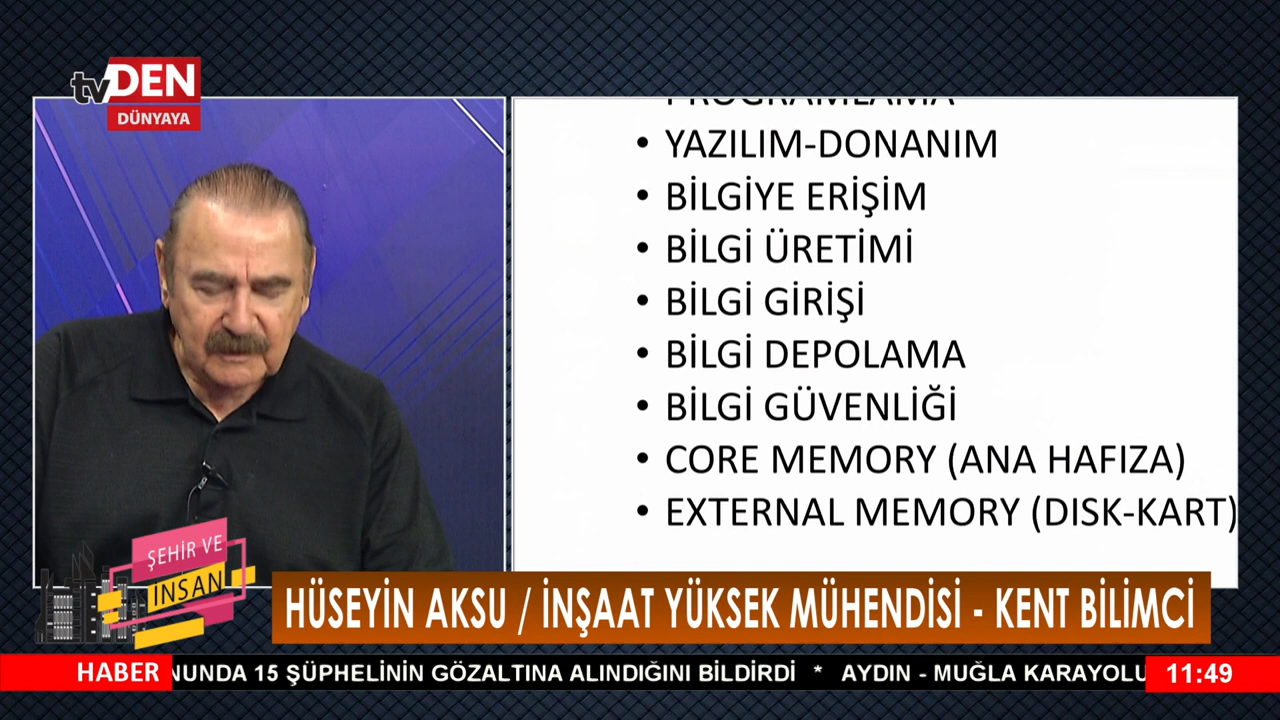 tvDEN
DÜNYAYA
PROGRAMLAMA
• YAZILIM-DONANIM
• BİLGİYE ERİŞİM
• BİLGİ ÜRETİMİ
• BİLGİ GİRİŞİ
• BİLGİ DEPOLAMA
• BİLGİ GÜVENLİĞİ
• CORE MEMORY (ANA HAFIZA)
• EXTERNAL MEMORY (DISK-KART)
ŞEHİR VE
İNSAN
HÜSEYİN AKSU / İNŞAAT YÜKSEK MÜHENDİSİ - KENT BİLİMCİ
HABER
NUNDA 15 ŞÜPHELİNİN GÖZALTINA ALINDIĞINI BİLDİRDİ * AYDIN - MUĞLA KARAYOLU
11:49